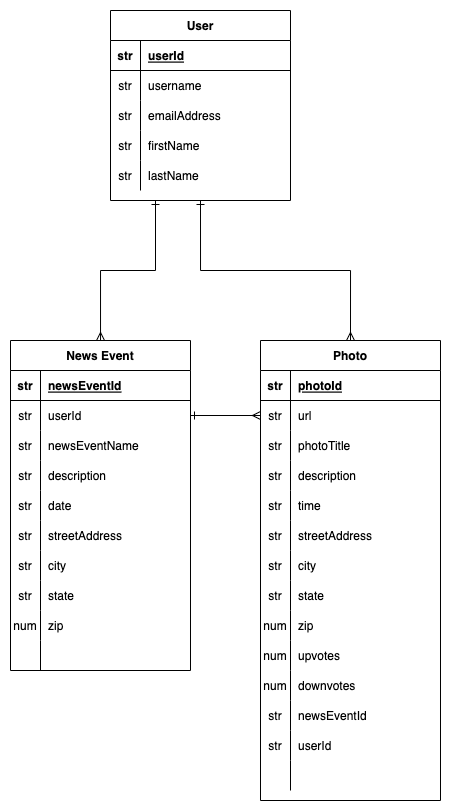 User
str userId
str username
str emailAddress
str firstName
str lastName
News Event
str newsEventId
str userId
str newsEventName
str description
str date
str streetAddress
str city
str state
num zip
Photo
str photoId
str url
str photoTitle
str description
str time
str streetAddress
str city
str state
num zip
num upvotes
num downvotes
str newsEventId
str userId